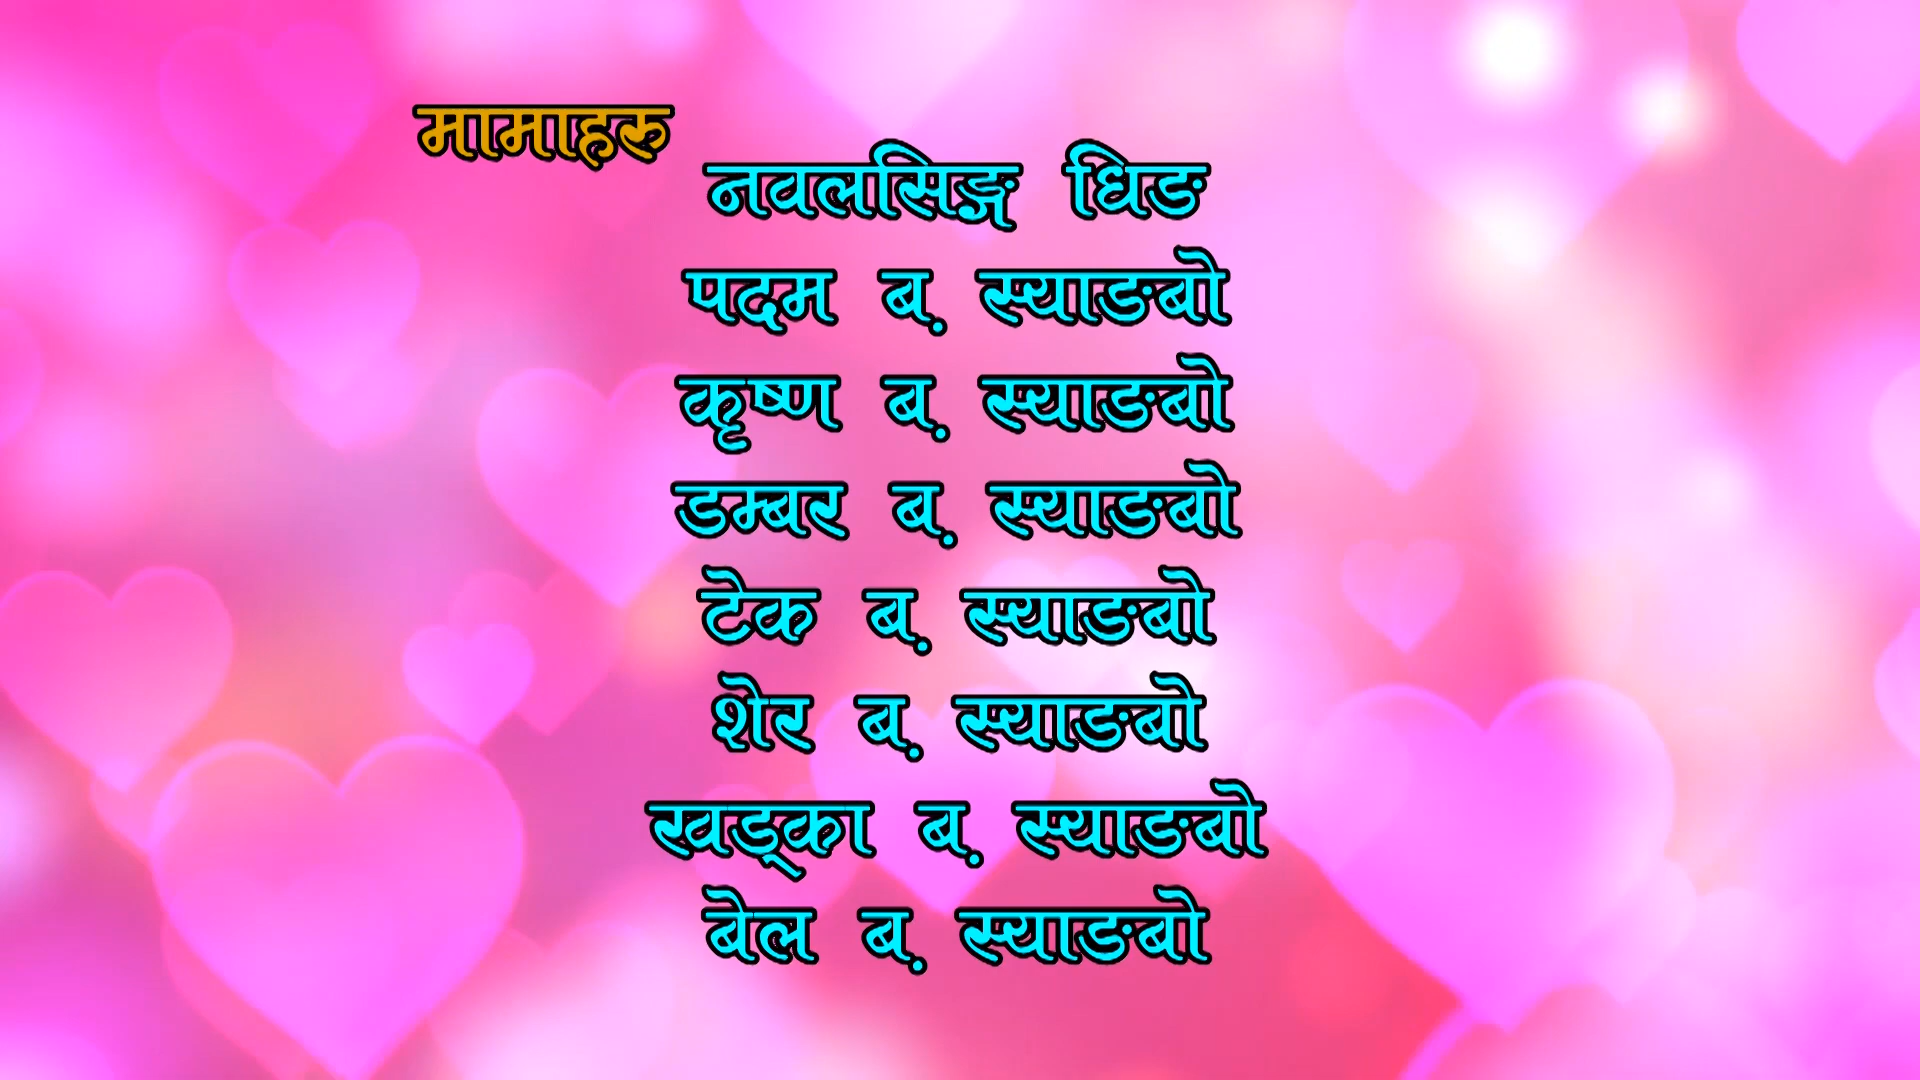 मामाहरु
नवलसिङ्ग धिङ
पदम ब. स्याङबो
कृष्ण ब. स्याङबो
डम्बर ब. स्याङबो
टेक ब. स्याङबो
शेर ब. स्याङबो
खड्का ब. स्याङबो
बेल ब. स्याङबो